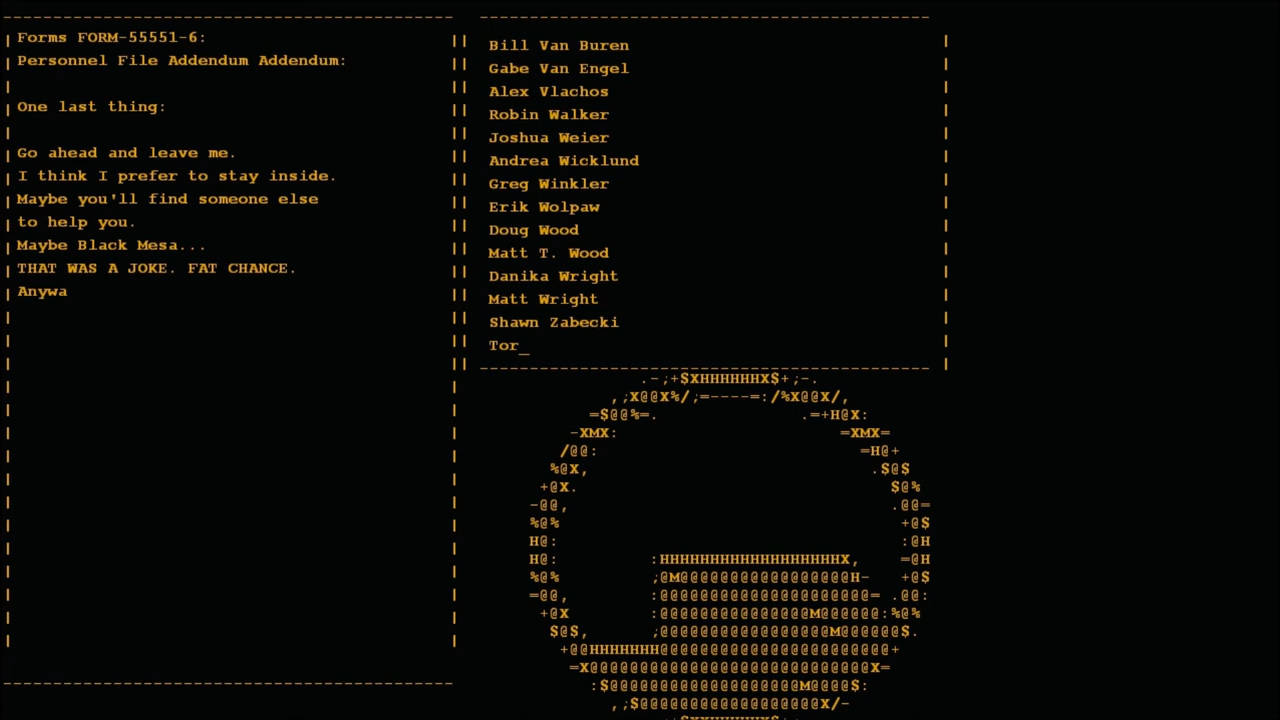 Forms FORM-55551-6:
Personnel File Addendum Addendum:
One last thing:
Go ahead and leave me.
I think I prefer to stay inside.
Maybe you'll find someone else
to help you.
Maybe Black Mesa...
THAT WAS A JOKE. FAT CHANCE.
Anywa
Bill Van Buren
Gabe Van Engel
Alex Vlachos
Robin Walker
Joshua Weier
Andrea Wicklund
Greg Winkler
Erik Wolpaw
Doug Wood
Matt T. Wood
Danika Wright
Matt Wright
Shawn Zabecki
Tor_